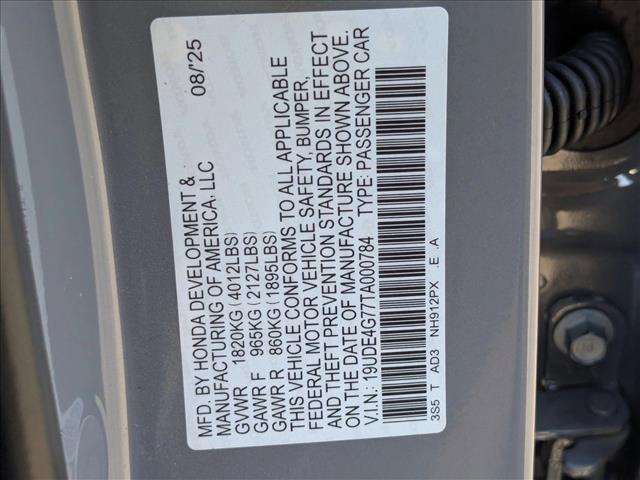 MFD. BY HONDA DEVELOPMENT & 08/'25
MANUFACTURING OF AMERICA, LLC
GVWR 1820KG (4012LBS)
GAWR F 965KG (2127LBS)
GAWR R 860KG (1895LBS)
THIS VEHICLE CONFORMS TO ALL APPLICABLE
FEDERAL MOTOR VEHICLE SAFETY, BUMPER,
AND THEFT PREVENTION STANDARDS IN EFFECT
ON THE DATE OF MANUFACTURE SHOWN ABOVE.
V.I.N.: 19UDE4G77TA000784 TYPE: PASSENGER CAR
3S5 T AD3 NH912PX .E .A